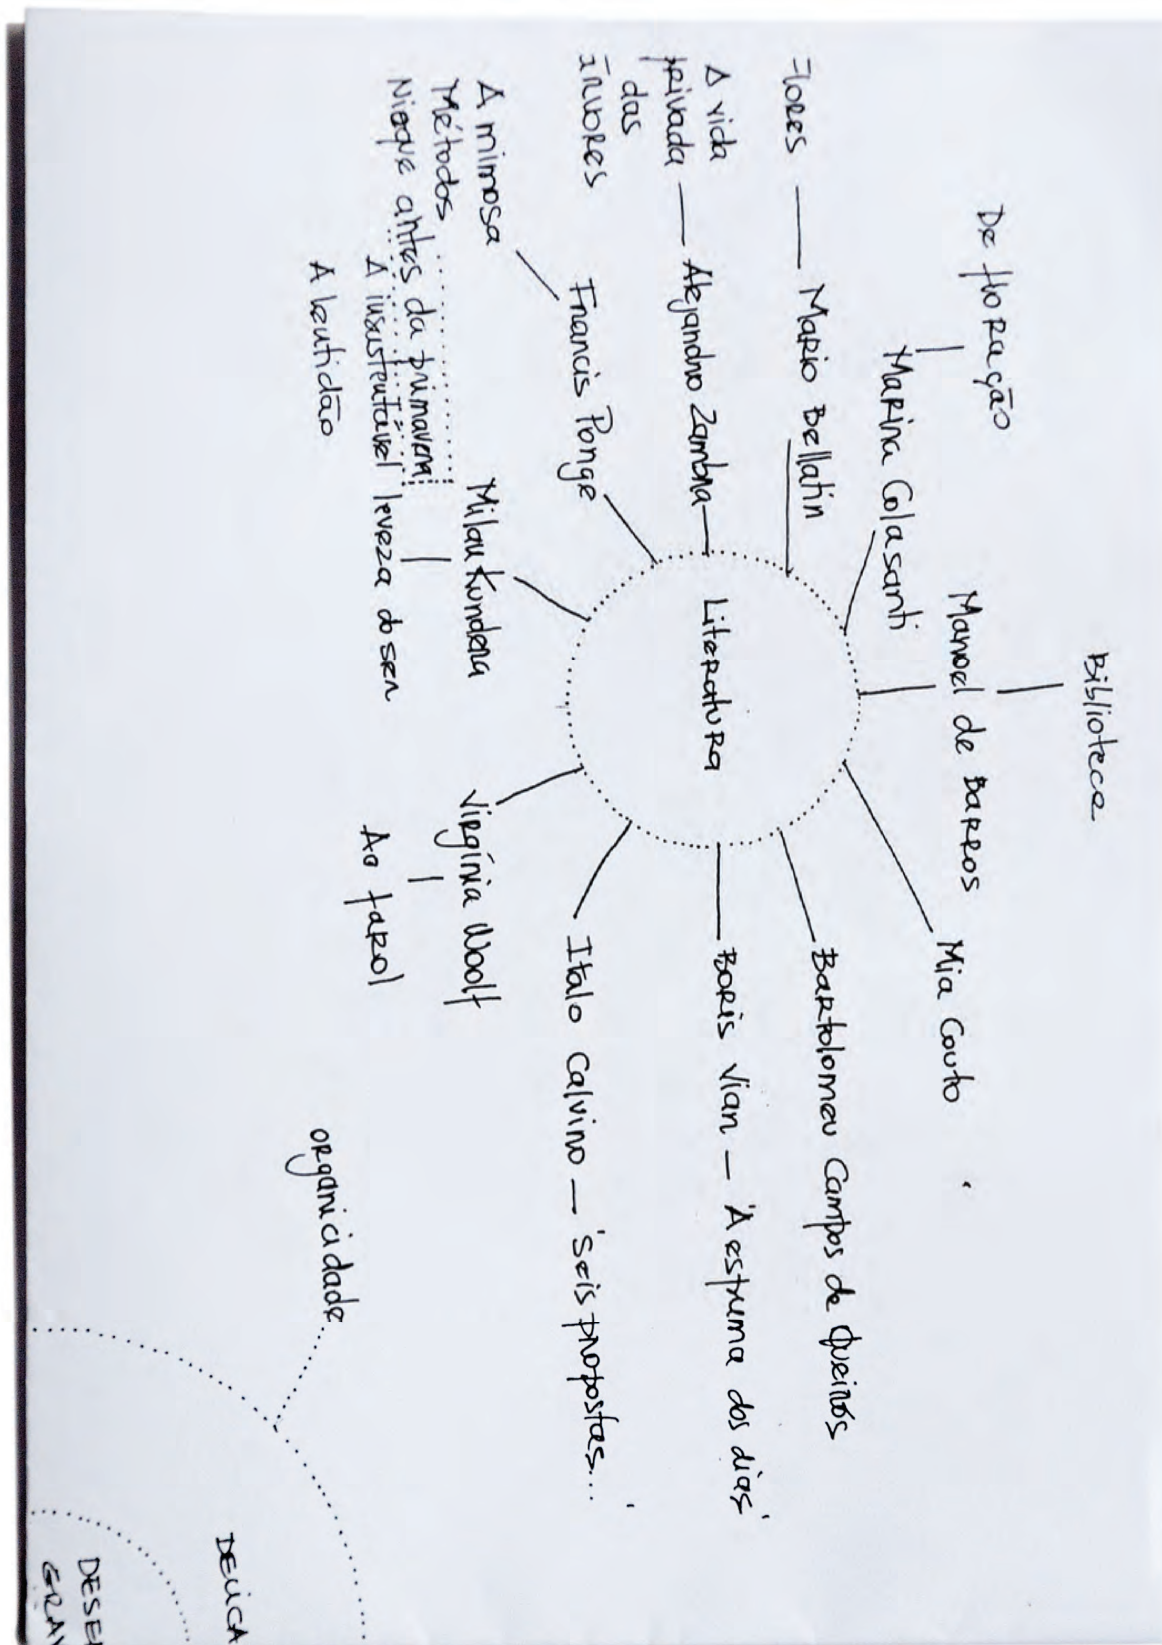 Biblioteca
De floração
Manoel de Barros
Mia Couto
Marina Colasanti
Flores
Mario Bellatin
Bartolomeu Campos de Queirós
A vida
privada
das
árvores
Alejandro Zambra
Literatura
Boris Vian — 'A espuma dos dias'
Francis Ponge
Italo Calvino — 'Seis propostas...'
A mimosa
Métodos
antes da primavera
Milan Kundera
Virgínia Woolf
A insustentável leveza do ser
Ao farol
A lentidão
organicidade
DELICA
DESE
GRAV